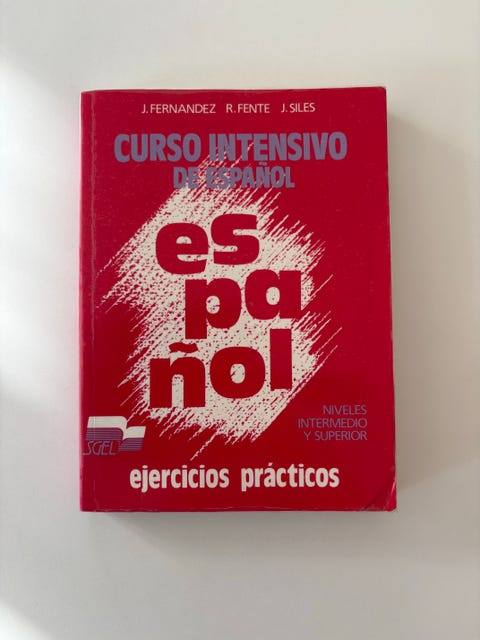 J. FERNANDEZ R. FENTE J. SILES
CURSO INTENSIVO
DE ESPAÑOL
es
pa
ñol
NIVELES
INTERMEDIO
Y SUPERIOR
SGEL
ejercicios prácticos